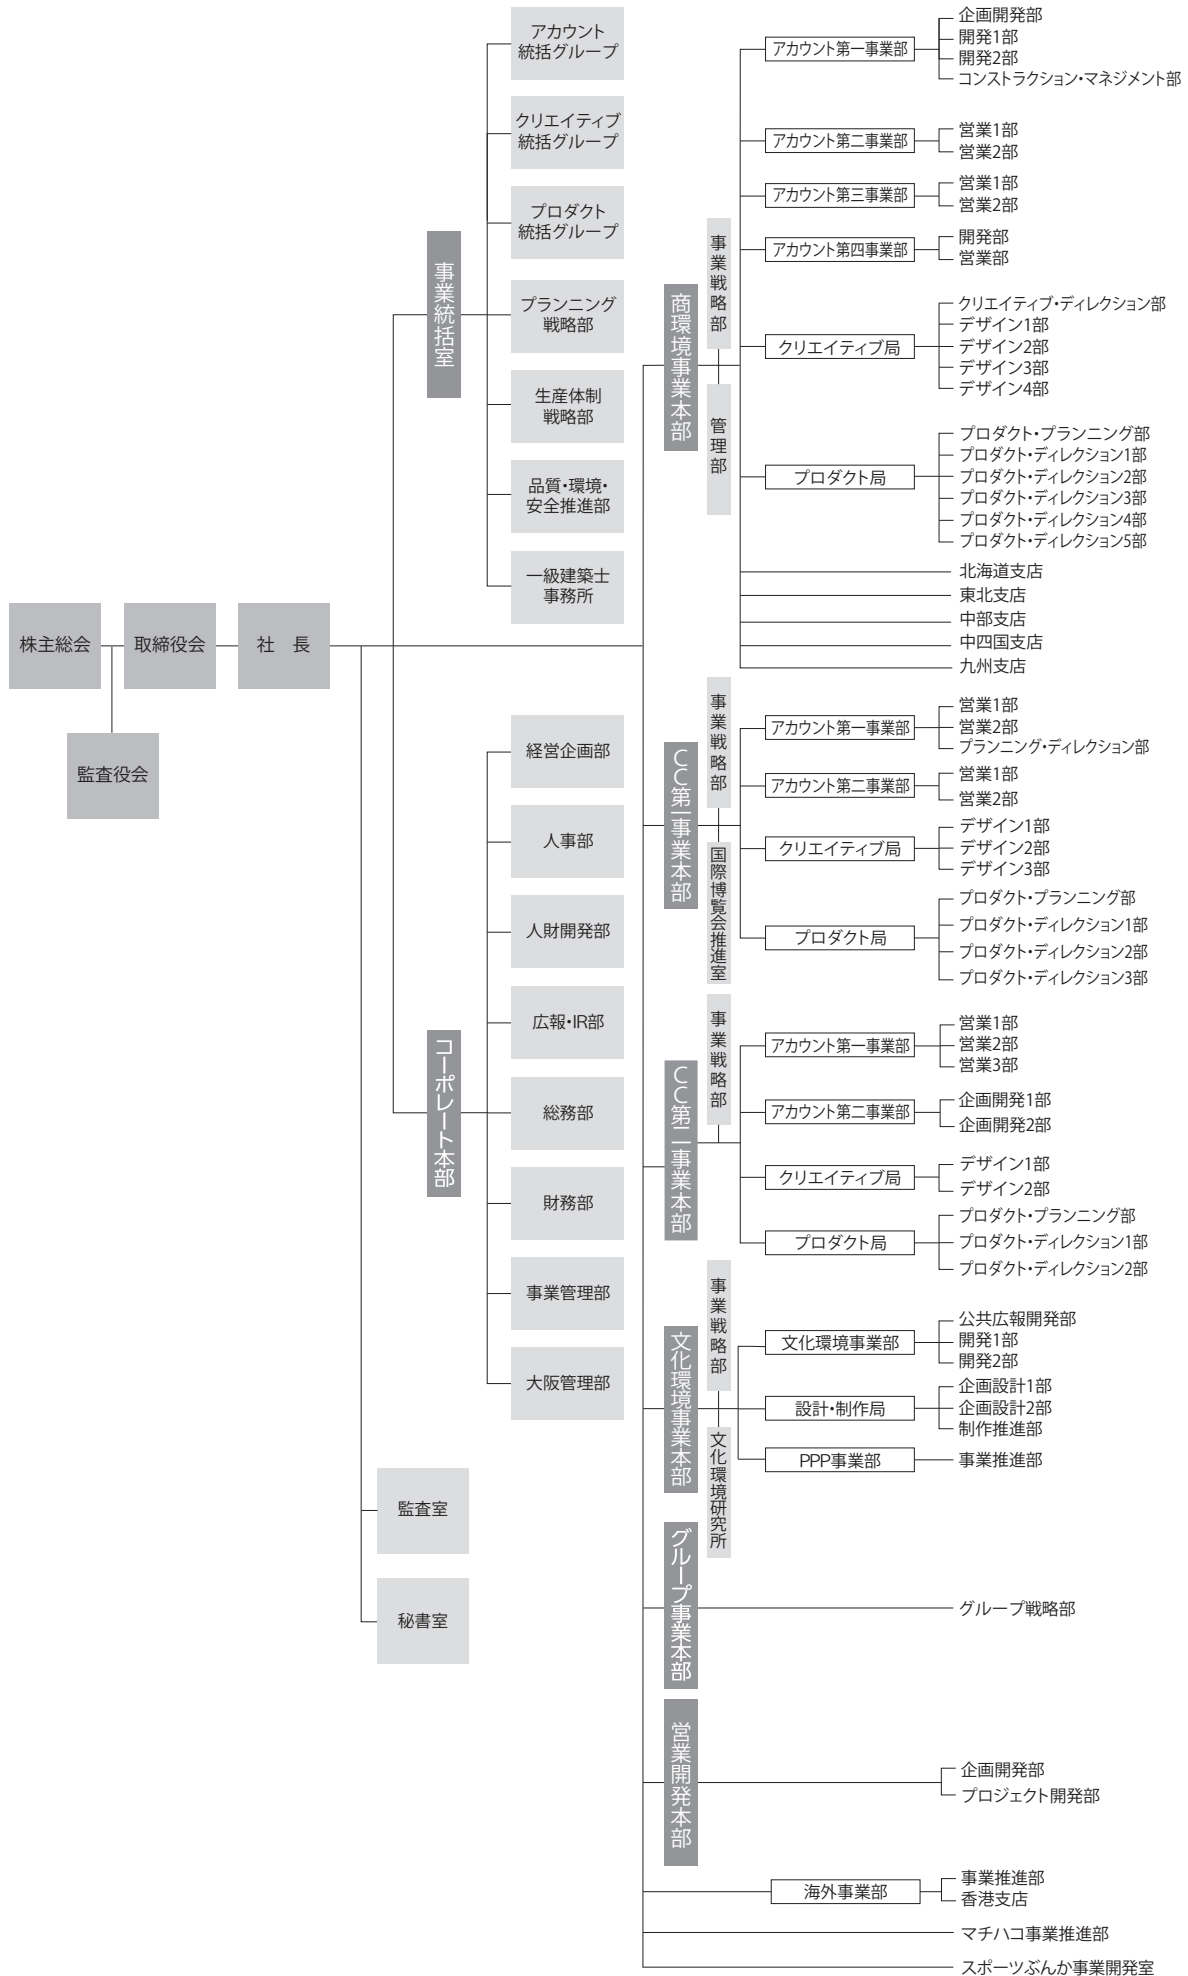 株主総会
取締役会
社　長
監査役会
事業統括室
アカウント
統括グループ
クリエイティブ
統括グループ
プロダクト
統括グループ
プランニング
戦略部
生産体制
戦略部
品質・環境・
安全推進部
一級建築士
事務所
コーポレート本部
経営企画部
人事部
人財開発部
広報・IR部
総務部
財務部
事業管理部
大阪管理部
監査室
秘書室
商環境事業本部
事業戦略部
管理部
アカウント第一事業部
企画開発部
開発1部
開発2部
コンストラクション・マネジメント部
アカウント第二事業部
営業1部
営業2部
アカウント第三事業部
営業1部
営業2部
アカウント第四事業部
開発部
営業部
クリエイティブ局
クリエイティブ・ディレクション部
デザイン1部
デザイン2部
デザイン3部
デザイン4部
プロダクト局
プロダクト・プランニング部
プロダクト・ディレクション1部
プロダクト・ディレクション2部
プロダクト・ディレクション3部
プロダクト・ディレクション4部
プロダクト・ディレクション5部
北海道支店
東北支店
中部支店
中四国支店
九州支店
CC第一事業本部
事業戦略部
国際博覧会推進室
アカウント第一事業部
営業1部
営業2部
プランニング・ディレクション部
アカウント第二事業部
営業1部
営業2部
クリエイティブ局
デザイン1部
デザイン2部
デザイン3部
プロダクト局
プロダクト・プランニング部
プロダクト・ディレクション1部
プロダクト・ディレクション2部
プロダクト・ディレクション3部
CC第二事業本部
事業戦略部
アカウント第一事業部
営業1部
営業2部
営業3部
アカウント第二事業部
企画開発1部
企画開発2部
クリエイティブ局
デザイン1部
デザイン2部
プロダクト局
プロダクト・プランニング部
プロダクト・ディレクション1部
プロダクト・ディレクション2部
文化環境事業本部
事業戦略部
文化環境研究所
文化環境事業部
公共広報開発部
開発1部
開発2部
設計・制作局
企画設計1部
企画設計2部
制作推進部
PPP事業部
事業推進部
グループ事業本部
グループ戦略部
営業開発本部
企画開発部
プロジェクト開発部
海外事業部
事業推進部
香港支店
マチハコ事業推進部
スポーツぶんか事業開発室